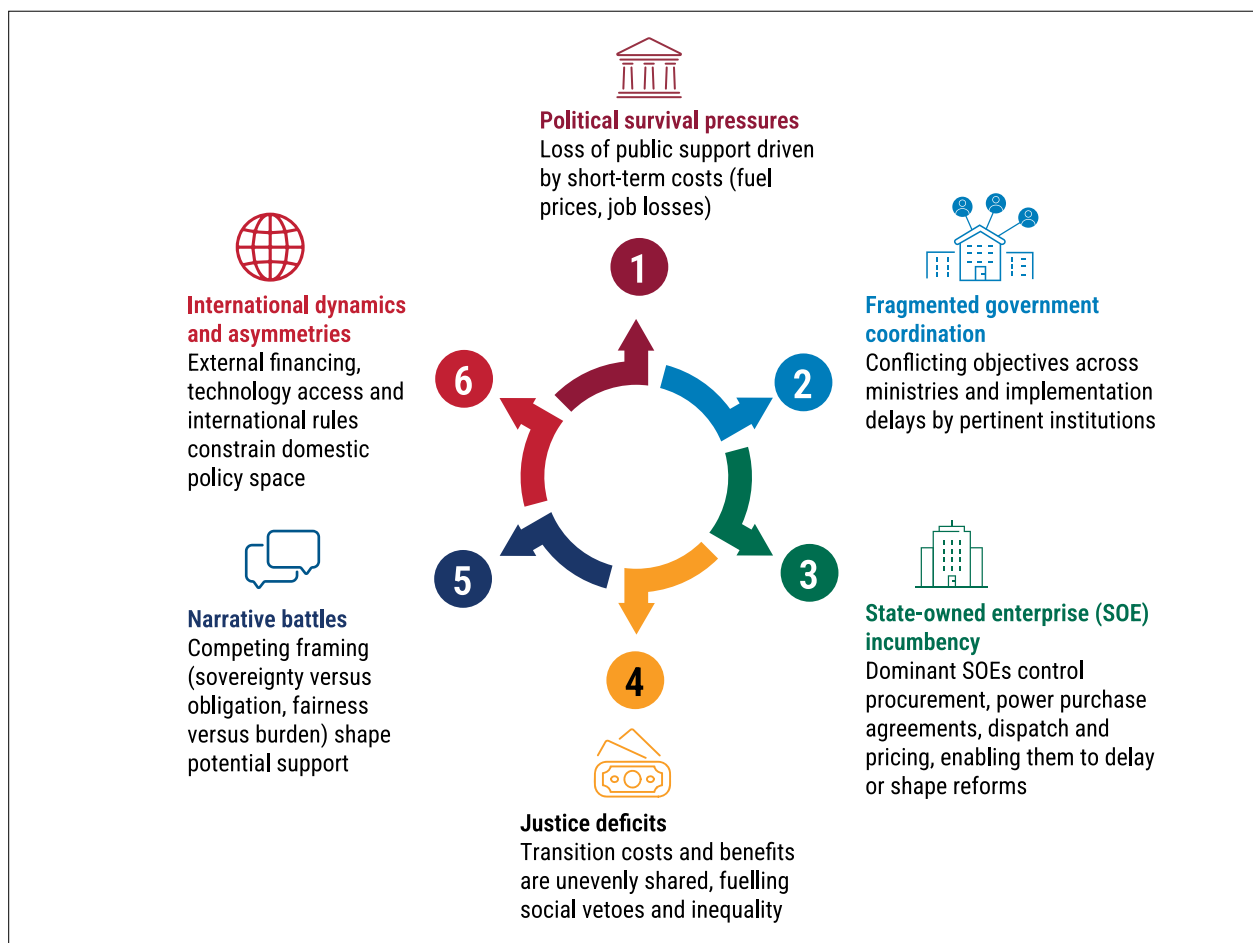 Political survival pressures
Loss of public support driven
by short-term costs (fuel
prices, job losses)
1
Fragmented government
coordination
Conflicting objectives across
ministries and implementation
delays by pertinent institutions
2
State-owned enterprise (SOE)
incumbency
Dominant SOEs control
procurement, power purchase
agreements, dispatch and
pricing, enabling them to delay
or shape reforms
3
4
Justice deficits
Transition costs and benefits
are unevenly shared, fuelling
social vetoes and inequality
5
Narrative battles
Competing framing
(sovereignty versus
obligation, fairness
versus burden) shape
potential support
6
International dynamics
and asymmetries
External financing,
technology access and
international rules
constrain domestic
policy space